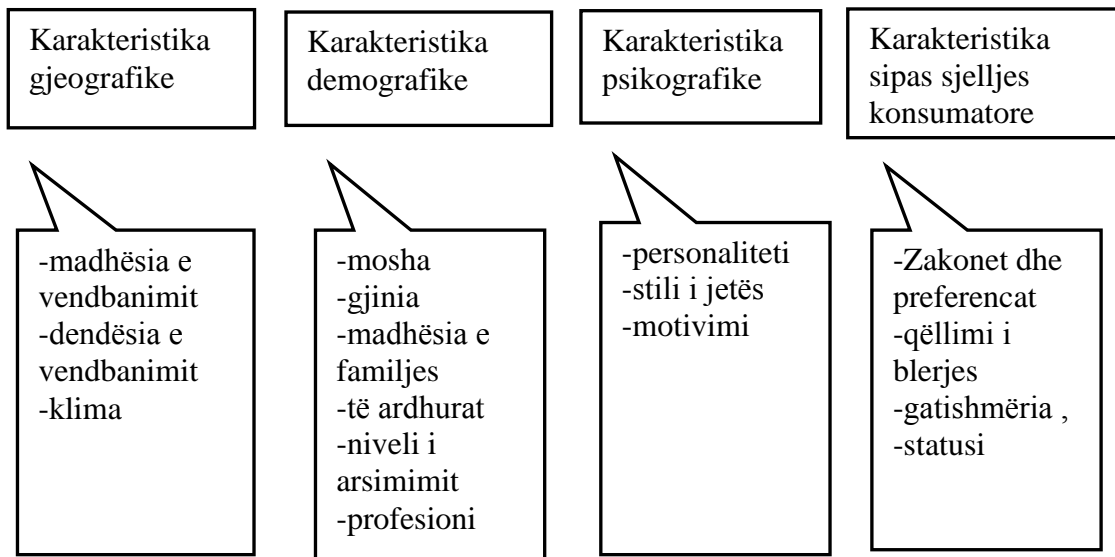 Karakteristika
gjeografike
Karakteristika
demografike
Karakteristika
psikografike
Karakteristika
sipas sjelljes
konsumatore
-madhësia e
vendbanimit
-dendësia e
vendbanimit
-klima
-mosha
-gjinia
-madhësia e
familjes
-të ardhurat
-niveli i
arsimimit
-profesioni
-personaliteti
-stili i jetës
-motivimi
-Zakonet dhe
preferencat
-qëllimi i
blerjes
-gatishmëria ,
-statusi